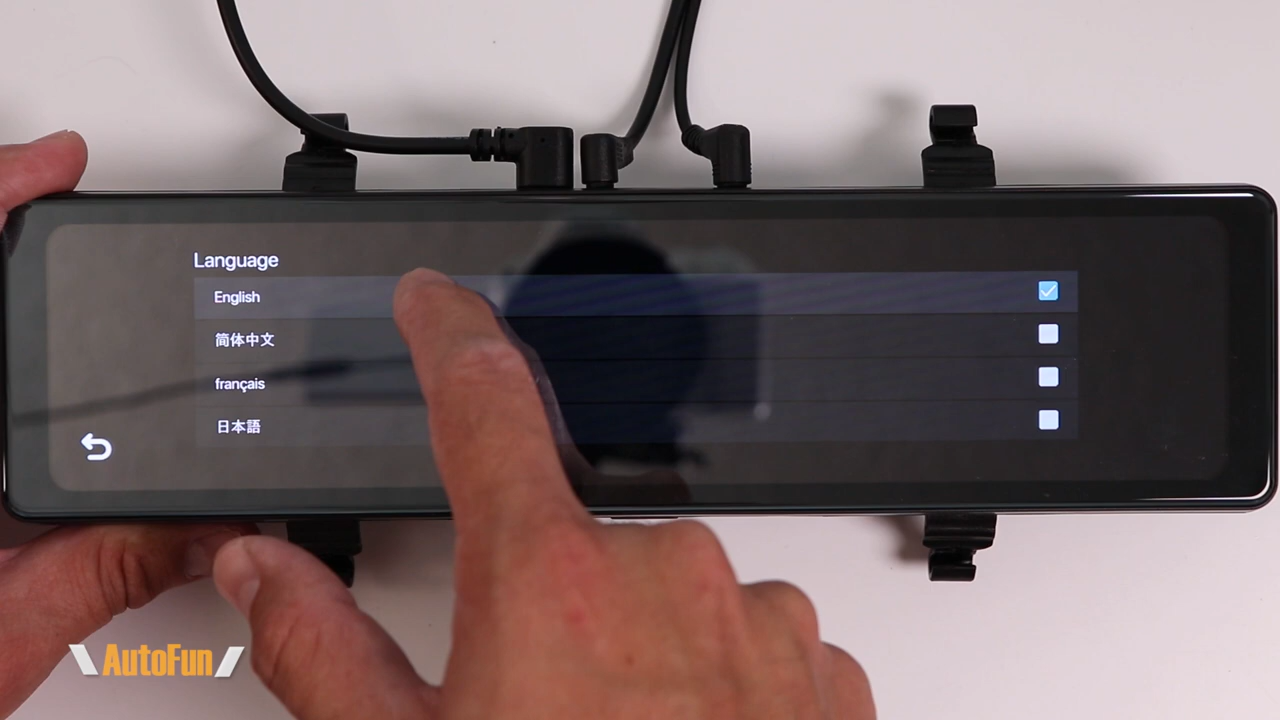 Language
English
简体中文
français
日本語
AutoFun